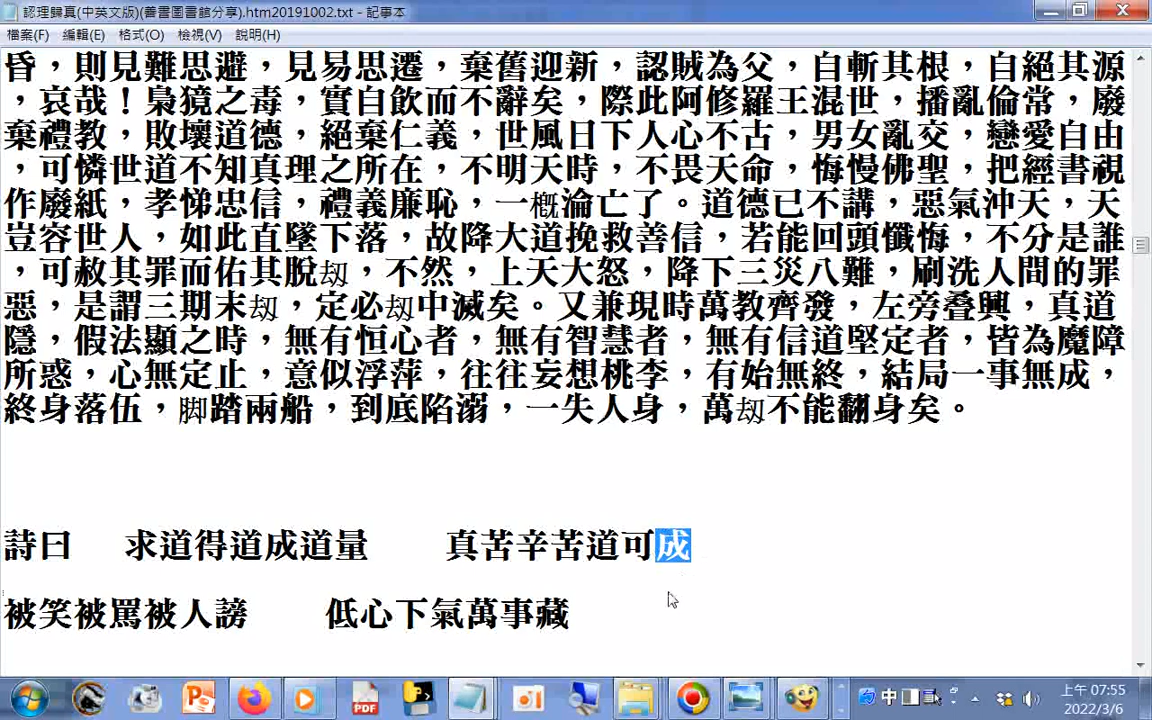 認理歸真(中英文版)(善書圖書館分享).htm20191002.txt - 記事本
檔案(F) 編輯(E) 格式(O) 檢視(V) 說明(H)
昏，則見難思避，見易思遷，棄舊迎新，認賊為父，自斬其根，自絕其源
，哀哉！梟獍之毒，實自飲而不辭矣，際此阿修羅王混世，播亂倫常，廢
棄禮教，敗壞道德，絕棄仁義，世風日下人心不古，男女亂交，戀愛自由
，可憐世道不知真理之所在，不明天時，不畏天命，悔慢佛聖，把經書視
作廢紙，孝悌忠信，禮義廉恥，一概淪亡了。道德已不講，惡氣沖天，天
豈容世人，如此直墜下落，故降大道挽救善信，若能回頭懺悔，不分是誰
，可赦其罪而佑其脫刼，不然，上天大怒，降下三災八難，刷洗人間的罪
惡，是謂三期末刼，定必刼中滅矣。又兼現時萬教齊發，左旁叠興，真道
隱，假法顯之時，無有恒心者，無有智慧者，無有信道堅定者，皆為魔障
所惑，心無定止，意似浮萍，往往妄想桃李，有始無終，結局一事無成，
終身落伍，脚踏兩船，到底陷溺，一失人身，萬刼不能翻身矣。
詩曰 求道得道成道量 真苦辛苦道可成
被笑被罵被人謗 低心下氣萬事藏
PDF 中
上午 07:55
2022/3/6